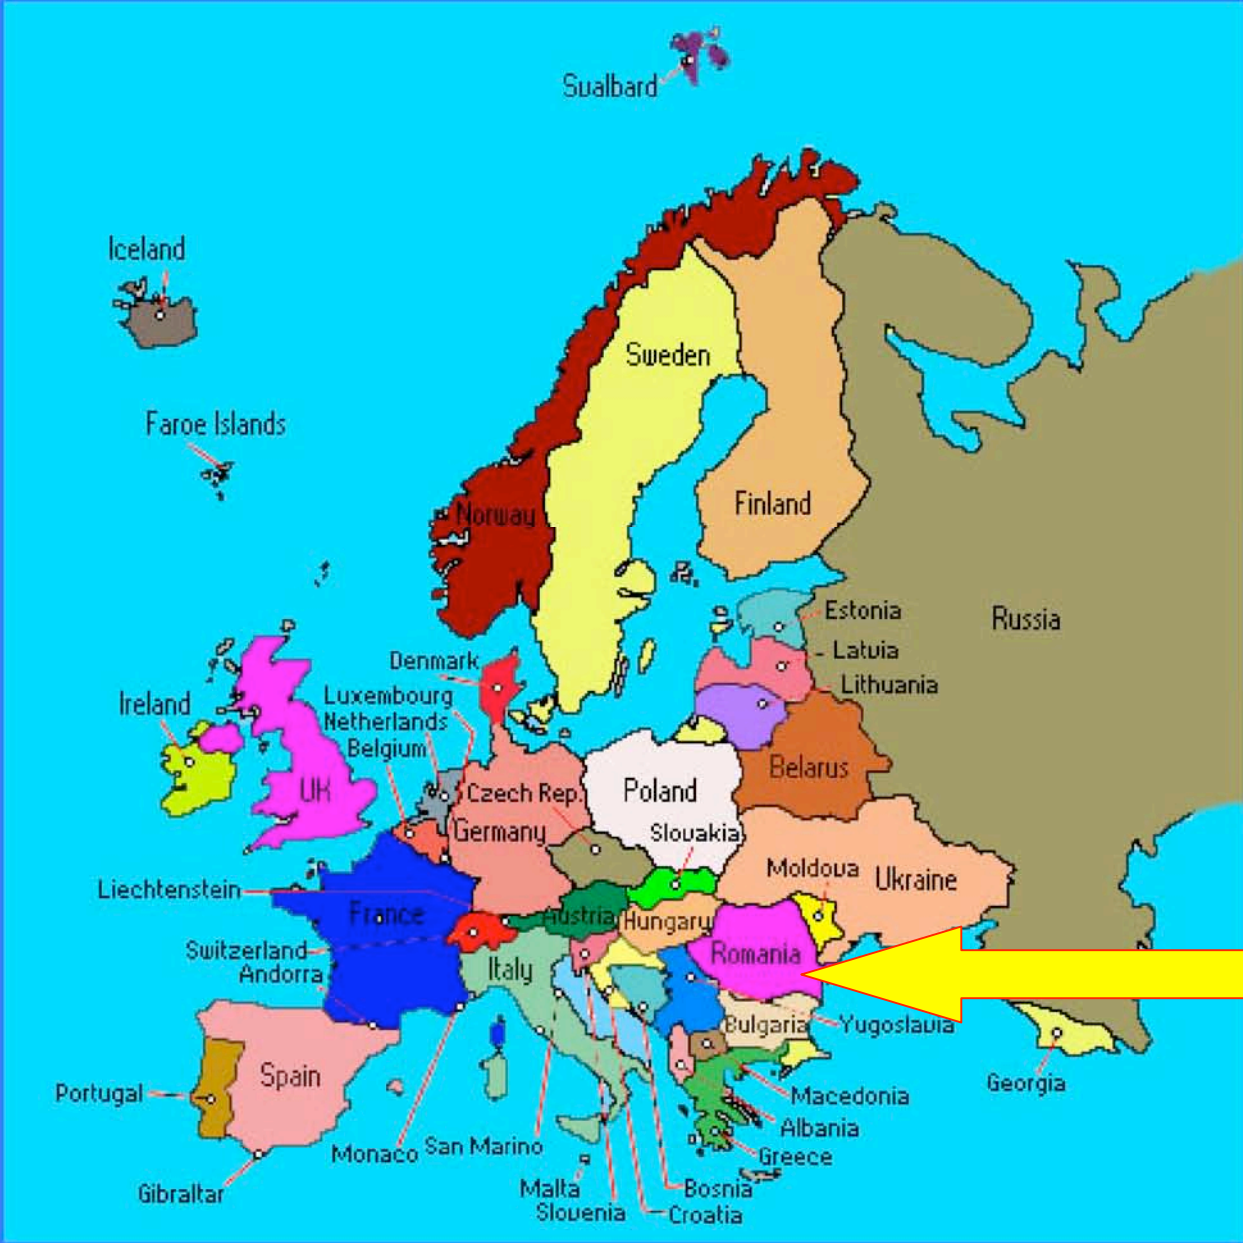 Svalbard
Iceland
Faroe Islands
Sweden
Finland
Norway
Russia
Estonia
Latvia
Lithuania
Denmark
Luxembourg
Netherlands
Belgium
Ireland
UK
Belarus
Poland
Czech Rep.
Germany
Slovakia
Moldova
Ukraine
Liechtenstein
France
Austria
Hungary
Switzerland
Andorra
Italy
Romania
Yugoslavia
Bulgaria
Georgia
Spain
Portugal
Macedonia
Albania
Greece
Monaco
San Marino
Gibraltar
Malta
Slovenia
Bosnia
Croatia